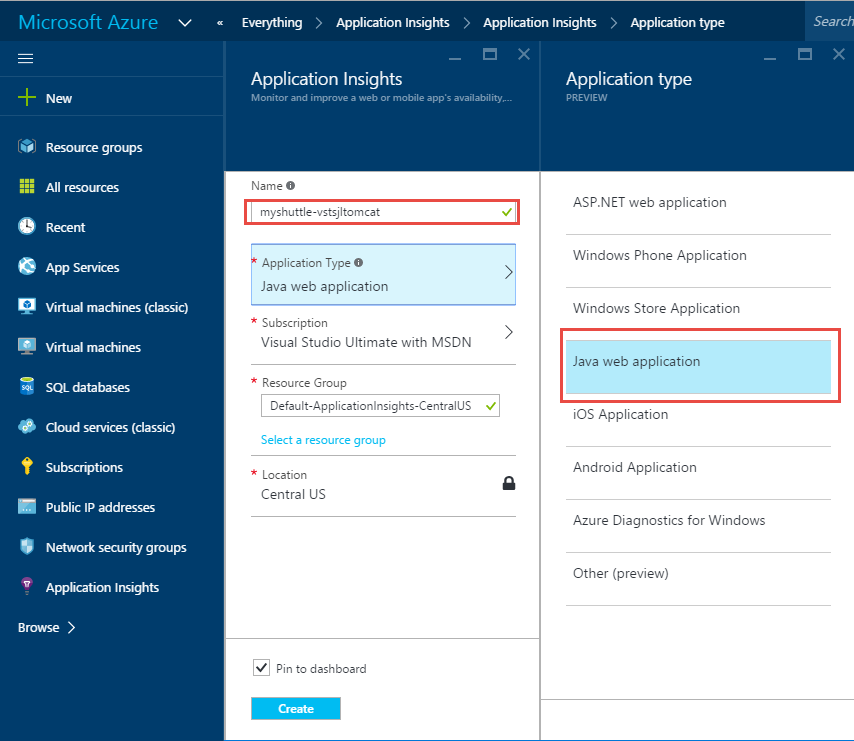 Microsoft Azure
« Everything > Application Insights > Application Insights > Application type
Search
New
Resource groups
All resources
Recent
App Services
Virtual machines (classic)
Virtual machines
SQL databases
Cloud services (classic)
Subscriptions
Public IP addresses
Network security groups
Application Insights
Browse >
Application Insights
Monitor and improve a web or mobile app's availability,...
Name
myshuttle-vstsjltomcat
* Application Type
Java web application
* Subscription
Visual Studio Ultimate with MSDN
* Resource Group
Default-ApplicationInsights-CentralUS
Select a resource group
* Location
Central US
Pin to dashboard
Create
Application type
PREVIEW
ASP.NET web application
Windows Phone Application
Windows Store Application
Java web application
iOS Application
Android Application
Azure Diagnostics for Windows
Other (preview)